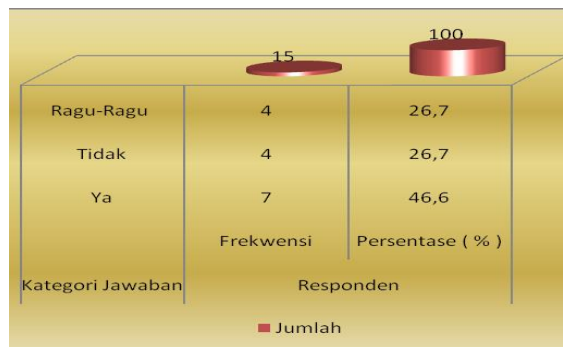 15 100
Ragu-Ragu 4 26,7
Tidak 4 26,7
Ya 7 46,6
Frekwensi Persentase ( % )
Kategori Jawaban Responden
Jumlah